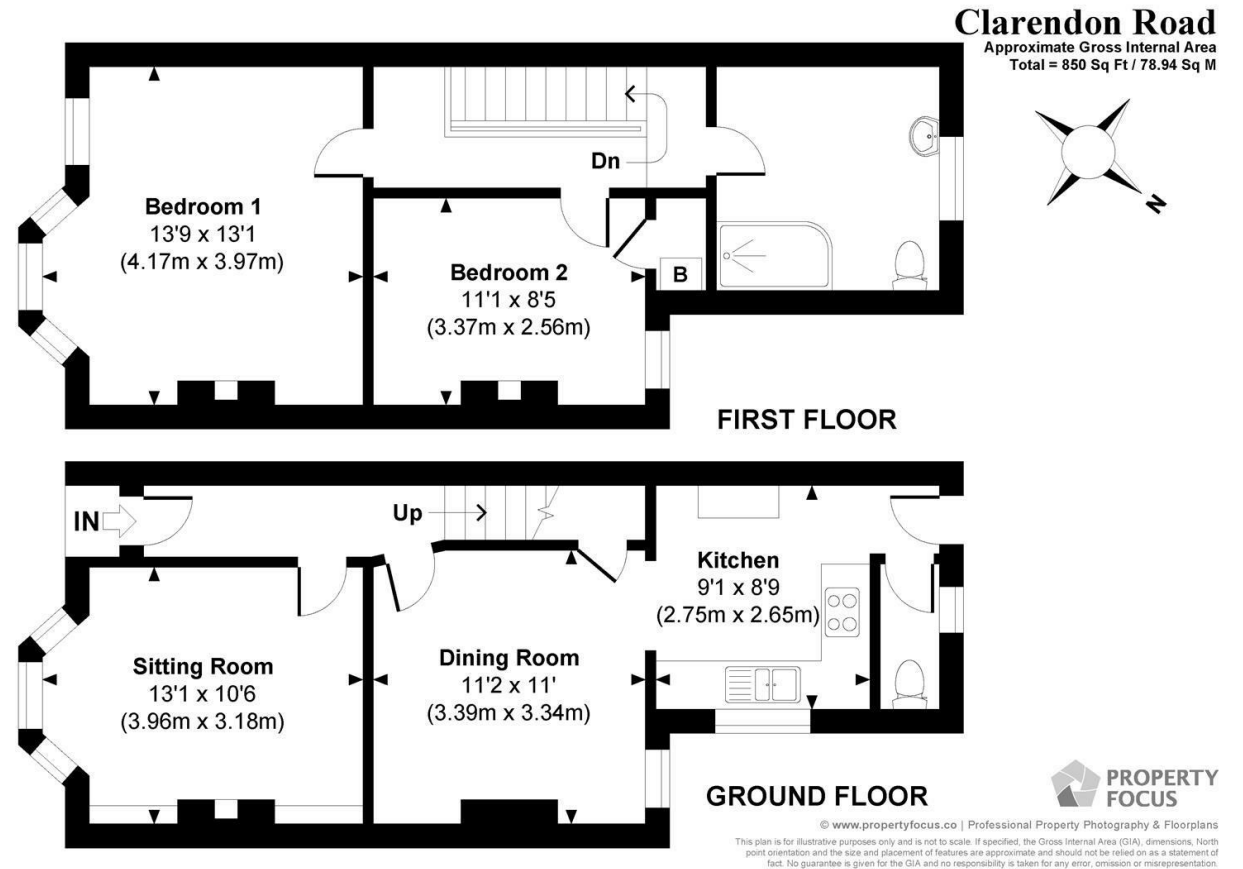 Clarendon Road
Approximate Gross Internal Area
Total = 850 Sq Ft / 78.94 Sq M
N
Dn
Bedroom 1
13'9 x 13'1
(4.17m x 3.97m)
Bedroom 2
11'1 x 8'5
(3.37m x 2.56m)
B
FIRST FLOOR
IN
Up
Kitchen
9'1 x 8'9
(2.75m x 2.65m)
Sitting Room
13'1 x 10'6
(3.96m x 3.18m)
Dining Room
11'2 x 11'
(3.39m x 3.34m)
GROUND FLOOR
PROPERTY
FOCUS
© www.propertyfocus.co | Professional Property Photography & Floorplans
This plan is for illustrative purposes only and is not to scale. If specified, the Gross Internal Area (GIA), dimensions, North
point orientation and the size and placement of features are approximate and should not be relied on as a statement of
fact. No guarantee is given for the GIA and no responsibility is taken for any error, omission or misrepresentation.